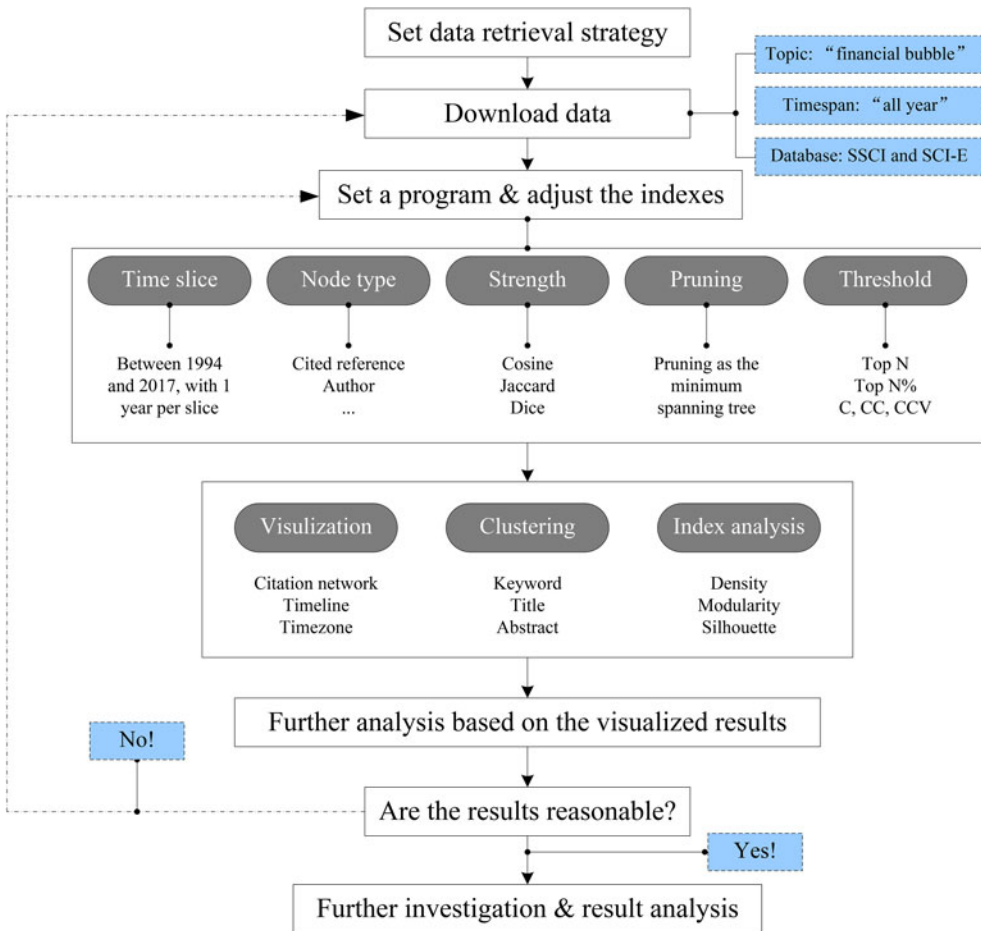 Set data retrieval strategy
Topic: “financial bubble”
Download data
Timespan: “all year”
Database: SSCI and SCI-E
Set a program & adjust the indexes
Time slice
Node type
Strength
Pruning
Threshold
Between 1994
and 2017, with 1
year per slice
Cited reference
Author
...
Cosine
Jaccard
Dice
Pruning as the
minimum
spanning tree
Top N
Top N%
C, CC, CCV
Visulization
Clustering
Index analysis
Citation network
Timeline
Timezone
Keyword
Title
Abstract
Density
Modularity
Silhouette
Further analysis based on the visualized results
No!
Are the results reasonable?
Yes!
Further investigation & result analysis